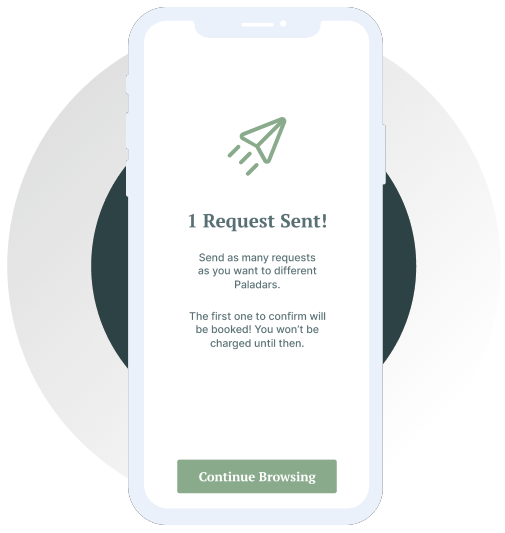 1 Request Sent!
Send as many requests
as you want to different
Paladars.
The first one to confirm will
be booked! You won't be
charged until then.
Continue Browsing